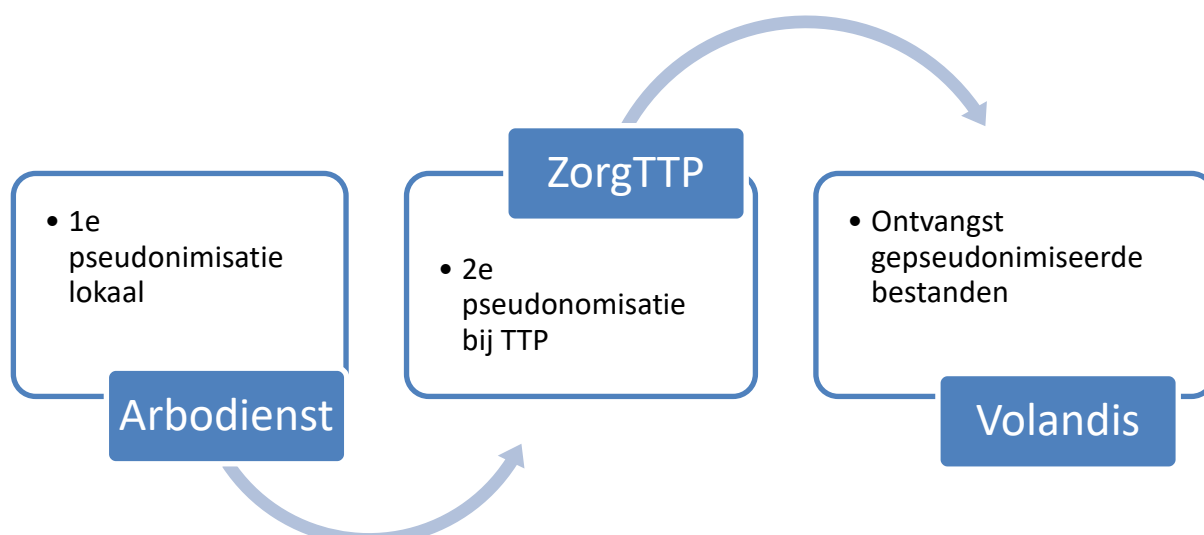 • 1e
pseudonimisatie
lokaal
Arbodienst
ZorgTTP
• 2e
pseudonomisatie
bij TTP
• Ontvangst
gepseudonimiseerde
bestanden
Volandis